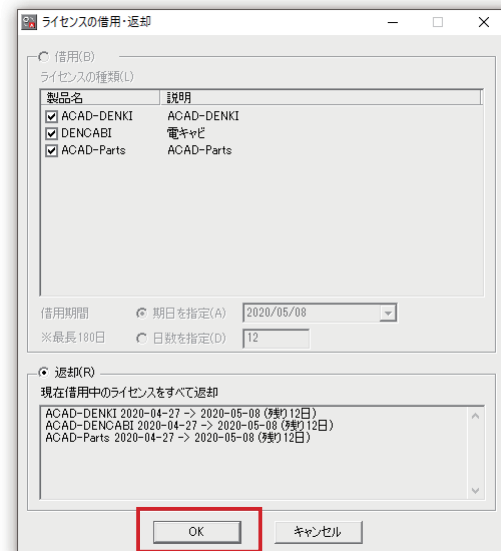 ライセンスの借用・返却
借用(B)
ライセンスの種類(L)
製品名 説明
ACAD-DENKI ACAD-DENKI
DENCABI 電キャビ
ACAD-Parts ACAD-Parts
借用期間 期日を指定(A) 2020/05/08
※最長180日 日数を指定(D) 12
返却(R)
現在借用中のライセンスをすべて返却
ACAD-DENKI 2020-04-27 -> 2020-05-08 (残り12日)
ACAD-DENCABI 2020-04-27 -> 2020-05-08 (残り12日)
ACAD-Parts 2020-04-27 -> 2020-05-08 (残り12日)
OK キャンセル